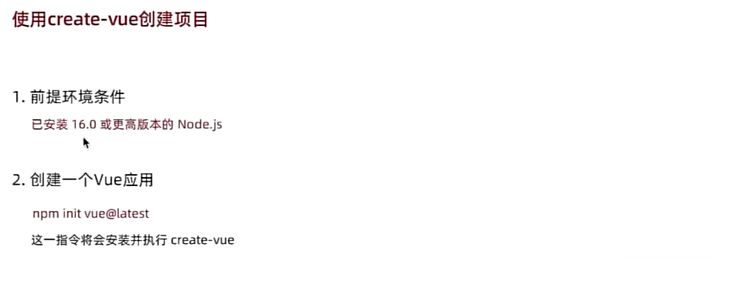 使用create-vue创建项目
1. 前提环境条件
已安装 16.0 或更高版本的 Node.js
2. 创建一个Vue应用
npm init vue@latest
这一指令将会安装并执行 create-vue